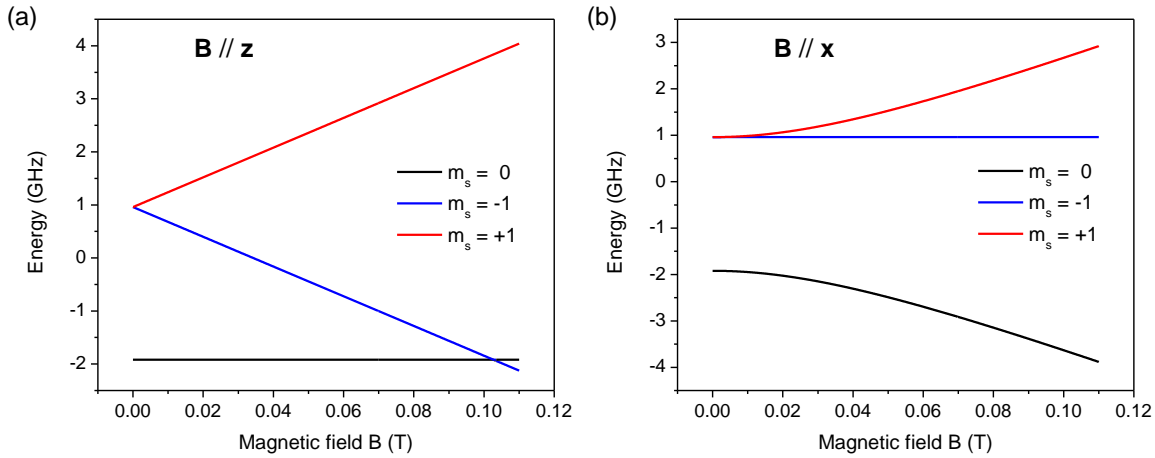 (a)
B // z
4
3
2
1
0
-1
-2
0.00 0.02 0.04 0.06 0.08 0.10 0.12
Energy (GHz)
Magnetic field B (T)
m_s = 0
m_s = -1
m_s = +1
(b)
B // x
3
2
1
0
-1
-2
-3
-4
0.00 0.02 0.04 0.06 0.08 0.10 0.12
Energy (GHz)
Magnetic field B (T)
m_s = 0
m_s = -1
m_s = +1